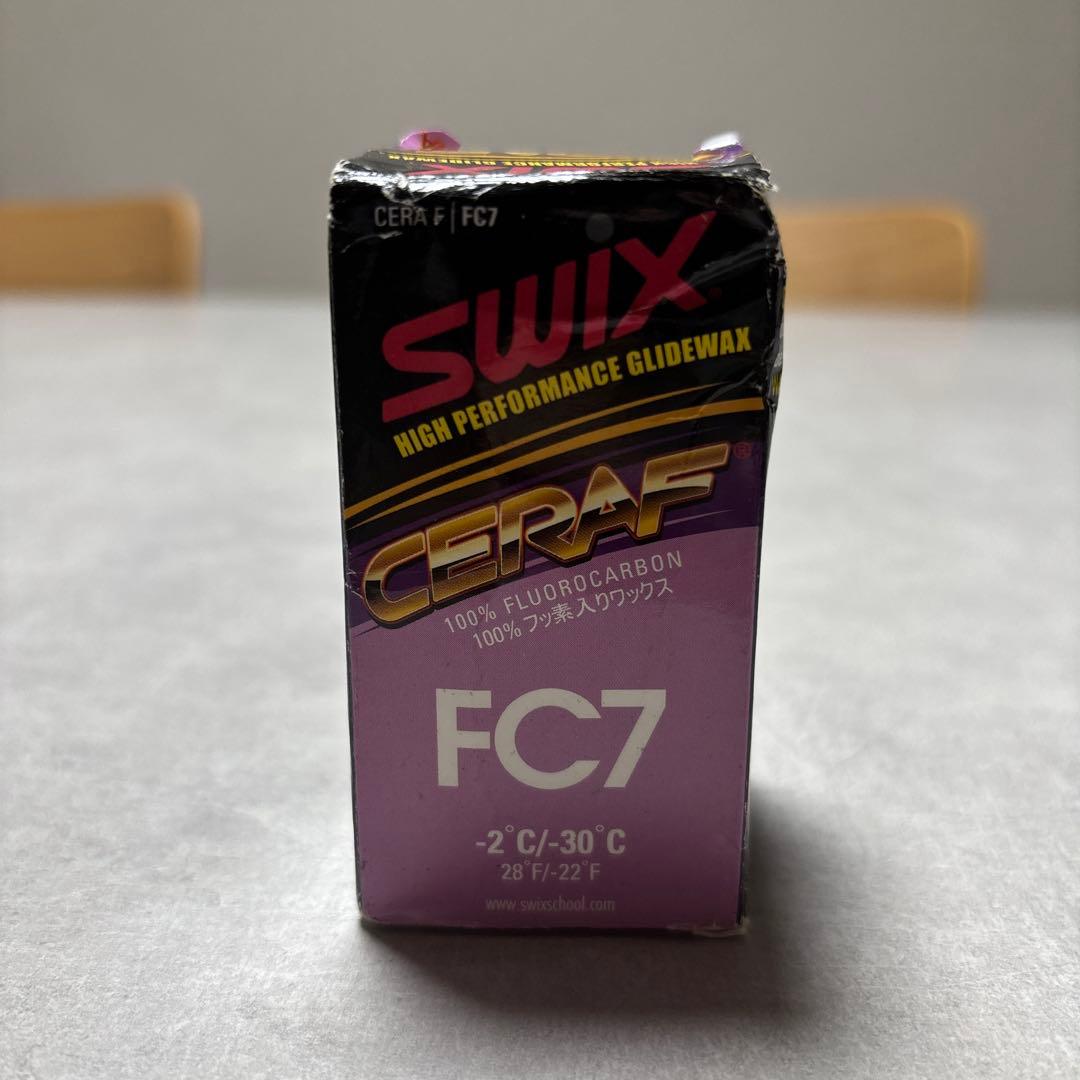 CERA F | FC7
SWIX
HIGH PERFORMANCE GLIDEWAX
CERAF®
100% FLUOROCARBON
100% フッ素入りワックス
FC7
-2°C/-30°C
28°F/-22°F
www.swixschool.com